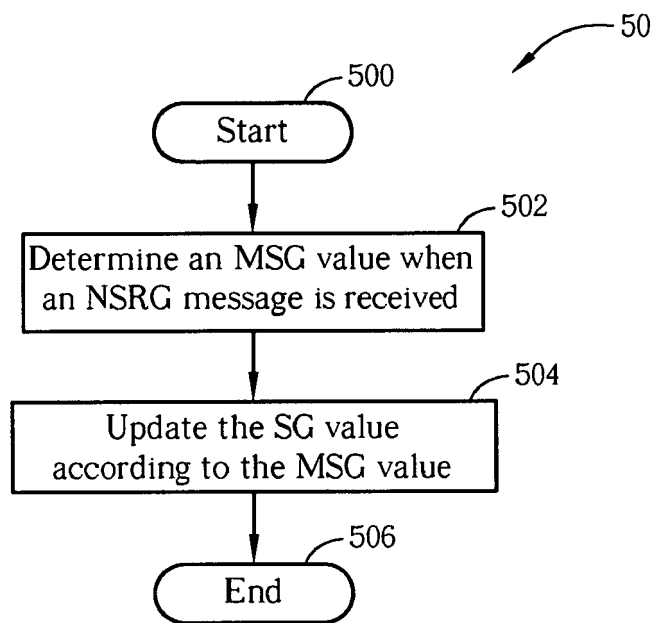 50
500
Start
502
Determine an MSG value when
an NSRG message is received
504
Update the SG value
according to the MSG value
506
End